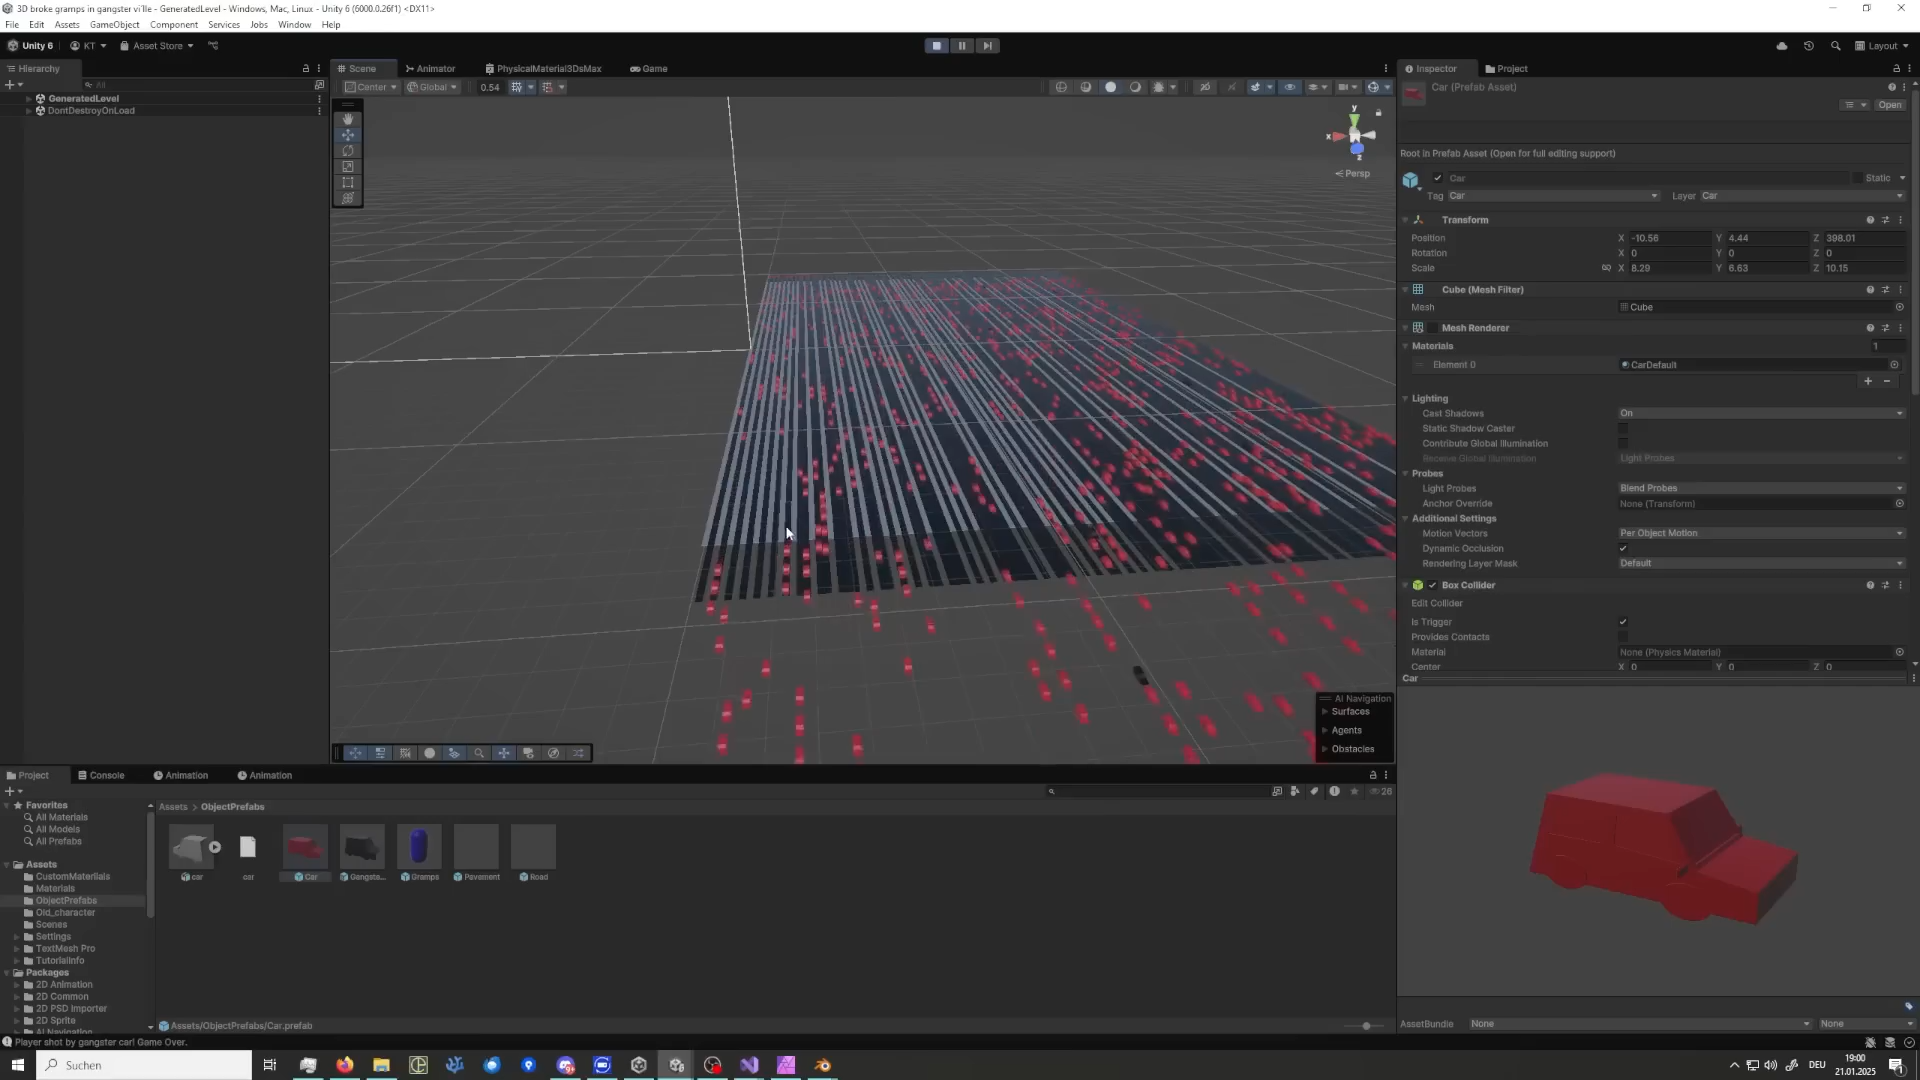 3D broke gramps in gangster vi'lle - GeneratedLevel - Windows, Mac, Linux - Unity 6 (6000.0.26f1) <DX11>
File Edit Assets GameObject Component Services Jobs Window Help
Unity 6 KT Asset Store Layout
Hierarchy Scene Animator PhysicalMaterial3DsMax Game Inspector Project
All Center Global 0.54 Car (Prefab Asset)
GeneratedLevel
DontDestroyOnLoad
Open
y
x
z
Persp
Root in Prefab Asset (Open for full editing support)
Car Static
Tag Car Layer Car
Transform
Position X -10.56 Y 4.44 Z 398.01
Rotation X 0 Y 0 Z 0
Scale X 8.29 Y 6.63 Z 10.15
Cube (Mesh Filter)
Mesh Cube
Mesh Renderer
Materials 1
Element 0 CarDefault
Lighting
Cast Shadows On
Static Shadow Caster
Contribute Global Illumination
Receive Global Illumination Light Probes
Probes
Light Probes Blend Probes
Anchor Override None (Transform)
Additional Settings
Motion Vectors Per Object Motion
Dynamic Occlusion
Rendering Layer Mask Default
Box Collider
Edit Collider
Is Trigger
Provides Contacts
Material None (Physics Material)
Center X 0 Y 0 Z 0
Car
AI Navigation
Surfaces
Agents
Obstacles
Project Console Animation Animation
26
Favorites
All Materials
All Models
All Prefabs
Assets
CustomMaterials
Materials
ObjectPrefabs
Old_character
Scenes
Settings
TextMesh Pro
TutorialInfo
Packages
2D Animation
2D Common
2D PSD Importer
2D Sprite
AI Navigation
Assets > ObjectPrefabs
car car Car Gangste... Gramps Pavement Road
Assets/ObjectPrefabs/Car.prefab
AssetBundle None None
Player shot by gangster car! Game Over.
Suchen
DEU
19:00
21.01.2025